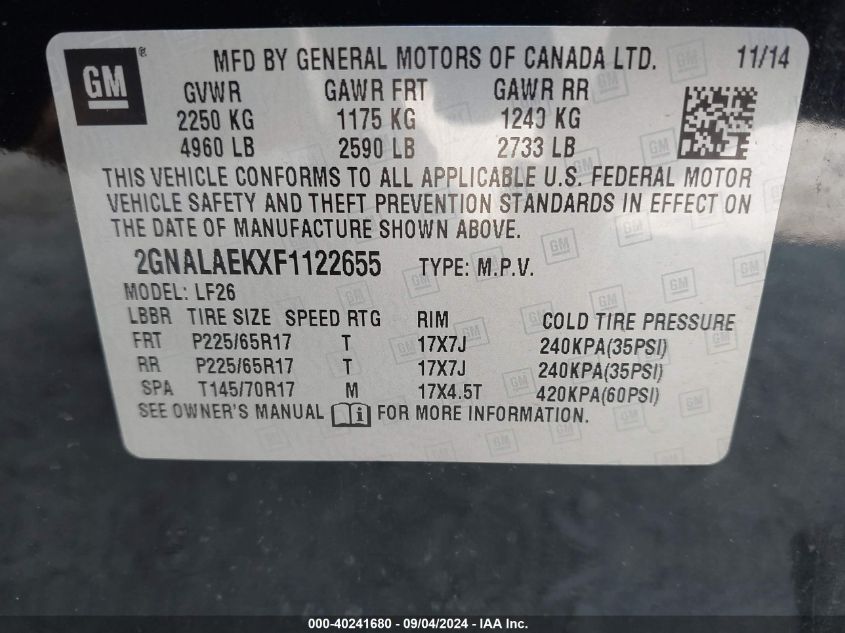 GM ® MFD BY GENERAL MOTORS OF CANADA LTD. 11/14
GVWR GAWR FRT GAWR RR
2250 KG 1175 KG 1240 KG
4960 LB 2590 LB 2733 LB
THIS VEHICLE CONFORMS TO ALL APPLICABLE U.S. FEDERAL MOTOR
VEHICLE SAFETY AND THEFT PREVENTION STANDARDS IN EFFECT ON
THE DATE OF MANUFACTURE SHOWN ABOVE.
2GNALAEKXF1122655 TYPE: M.P.V.
MODEL: LF26
LBBR TIRE SIZE SPEED RTG RIM COLD TIRE PRESSURE
FRT P225/65R17 T 17X7J 240KPA(35PSI)
RR P225/65R17 T 17X7J 240KPA(35PSI)
SPA T145/70R17 M 17X4.5T 420KPA(60PSI)
SEE OWNER'S MANUAL i FOR MORE INFORMATION.
000-40241680 - 09/04/2024 - IAA Inc.